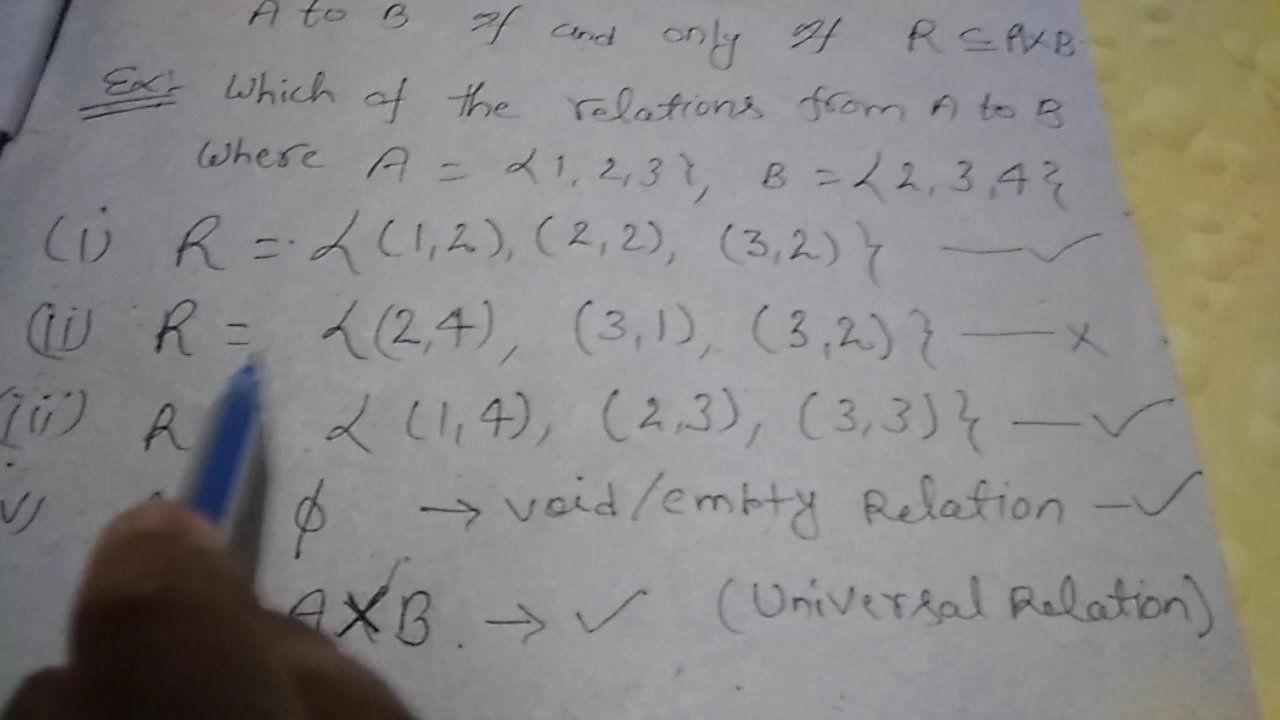 A to B if and only if R ⊆ A×B
Ex:- Which of the relations from A to B
Where A = {1,2,3}, B = {2,3,4}
(i) R = {(1,2), (2,2), (3,2)} —✓
(ii) R = {(2,4), (3,1), (3,2)} —×
(iii) R {(1,4), (2,3), (3,3)} —✓
v) ϕ → void/empty Relation —✓
A×B. → ✓ (Universal Relation)